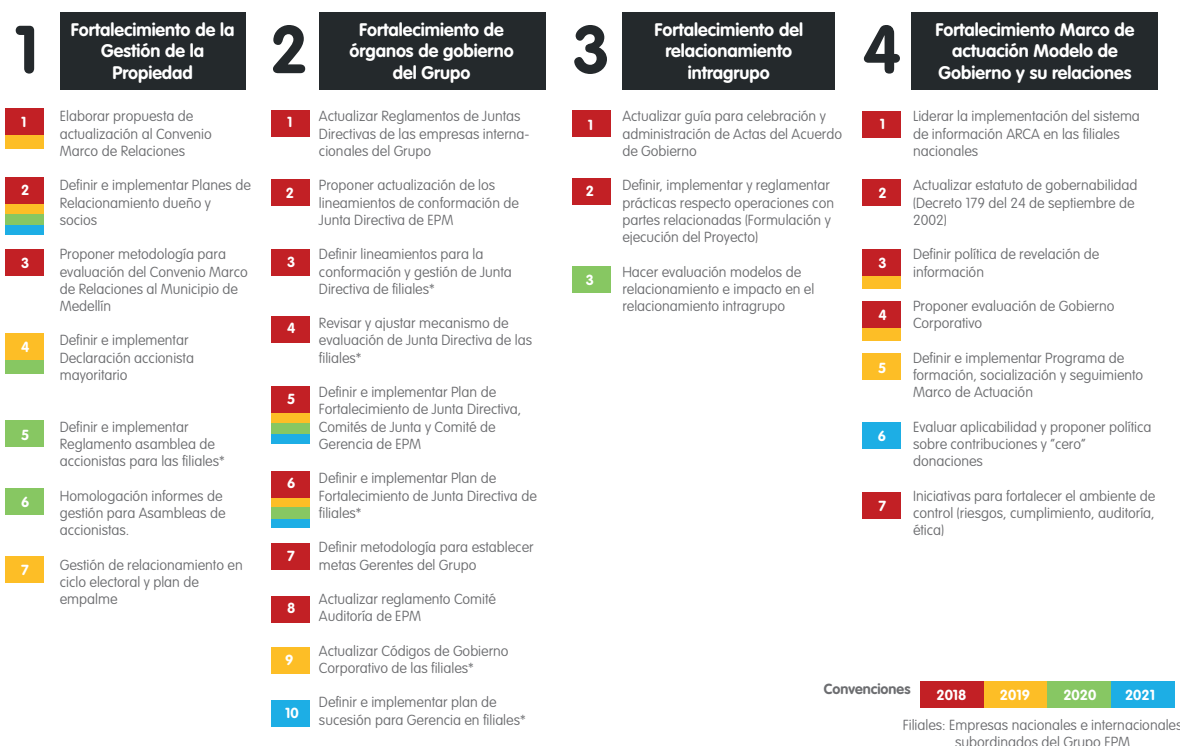 1
Fortalecimiento de la
Gestión de la
Propiedad
1
Elaborar propuesta de
actualización al Convenio
Marco de Relaciones
2
Definir e implementar Planes de
Relacionamiento dueño y
socios
3
Proponer metodología para
evaluación del Convenio Marco
de Relaciones al Municipio de
Medellín
4
Definir e implementar
Declaración accionista
mayoritario
5
Definir e implementar
Reglamento asamblea de
accionistas para las filiales*
6
Homologación informes de
gestión para Asambleas de
accionistas.
7
Gestión de relacionamiento en
ciclo electoral y plan de
empalme
2
Fortalecimiento de
órganos de gobierno
del Grupo
1
Actualizar Reglamentos de Juntas
Directivas de las empresas interna-
cionales del Grupo
2
Proponer actualización de los
lineamientos de conformación de
Junta Directiva de EPM
3
Definir lineamientos para la
conformación y gestión de Junta
Directiva de filiales*
4
Revisar y ajustar mecanismo de
evaluación de Junta Directiva de las
filiales*
5
Definir e implementar Plan de
Fortalecimiento de Junta Directiva,
Comités de Junta y Comité de
Gerencia de EPM
6
Definir e implementar Plan de
Fortalecimiento de Junta Directiva de
filiales*
7
Definir metodología para establecer
metas Gerentes del Grupo
8
Actualizar reglamento Comité
Auditoría de EPM
9
Actualizar Códigos de Gobierno
Corporativo de las filiales*
10
Definir e implementar plan de
sucesión para Gerencia en filiales*
3
Fortalecimiento del
relacionamiento
intragrupo
1
Actualizar guía para celebración y
administración de Actas del Acuerdo
de Gobierno
2
Definir, implementar y reglamentar
prácticas respecto operaciones con
partes relacionadas (Formulación y
ejecución del Proyecto)
3
Hacer evaluación modelos de
relacionamiento e impacto en el
relacionamiento intragrupo
4
Fortalecimiento Marco de
actuación Modelo de
Gobierno y su relaciones
1
Liderar la implementación del sistema
de información ARCA en las filiales
nacionales
2
Actualizar estatuto de gobernabilidad
(Decreto 179 del 24 de septiembre de
2002)
3
Definir política de revelación de
información
4
Proponer evaluación de Gobierno
Corporativo
5
Definir e implementar Programa de
formación, socialización y seguimiento
Marco de Actuación
6
Evaluar aplicabilidad y proponer política
sobre contribuciones y "cero"
donaciones
7
Iniciativas para fortalecer el ambiente de
control (riesgos, cumplimiento, auditoría,
ética)
Convenciones 2018 2019 2020 2021
Filiales: Empresas nacionales e internacionales
subordinados del Grupo EPM